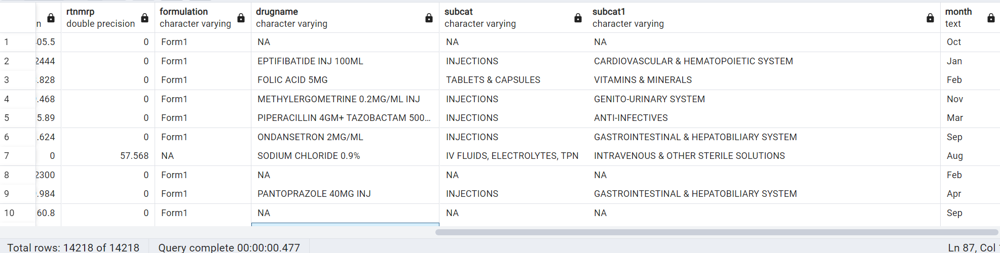 rtnmrp formulation drugname subcat subcat1 month
n double precision character varying character varying character varying character varying text
1 05.5 0 Form1 NA NA NA Oct
2 2444 0 Form1 EPTIFIBATIDE INJ 100ML INJECTIONS CARDIOVASCULAR & HEMATOPOIETIC SYSTEM Jan
3 .828 0 Form1 FOLIC ACID 5MG TABLETS & CAPSULES VITAMINS & MINERALS Feb
4 .468 0 Form1 METHYLERGOMETRINE 0.2MG/ML INJ INJECTIONS GENITO-URINARY SYSTEM Nov
5 5.89 0 Form1 PIPERACILLIN 4GM+ TAZOBACTAM 500... INJECTIONS ANTI-INFECTIVES Mar
6 .624 0 Form1 ONDANSETRON 2MG/ML INJECTIONS GASTROINTESTINAL & HEPATOBILIARY SYSTEM Sep
7 0 57.568 NA SODIUM CHLORIDE 0.9% IV FLUIDS, ELECTROLYTES, TPN INTRAVENOUS & OTHER STERILE SOLUTIONS Aug
8 2300 0 Form1 NA NA NA Feb
9 .984 0 Form1 PANTOPRAZOLE 40MG INJ INJECTIONS GASTROINTESTINAL & HEPATOBILIARY SYSTEM Apr
10 60.8 0 Form1 NA NA NA Sep
Total rows: 14218 of 14218 Query complete 00:00:00.477 Ln 87, Col